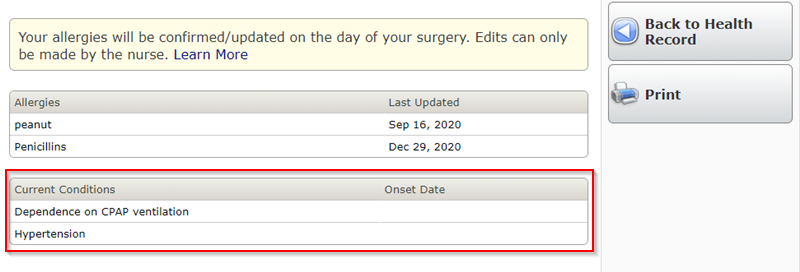 Your allergies will be confirmed/updated on the day of your surgery. Edits can only
be made by the nurse. Learn More
Allergies Last Updated
peanut Sep 16, 2020
Penicillins Dec 29, 2020
Current Conditions Onset Date
Dependence on CPAP ventilation
Hypertension
Back to Health
Record
Print